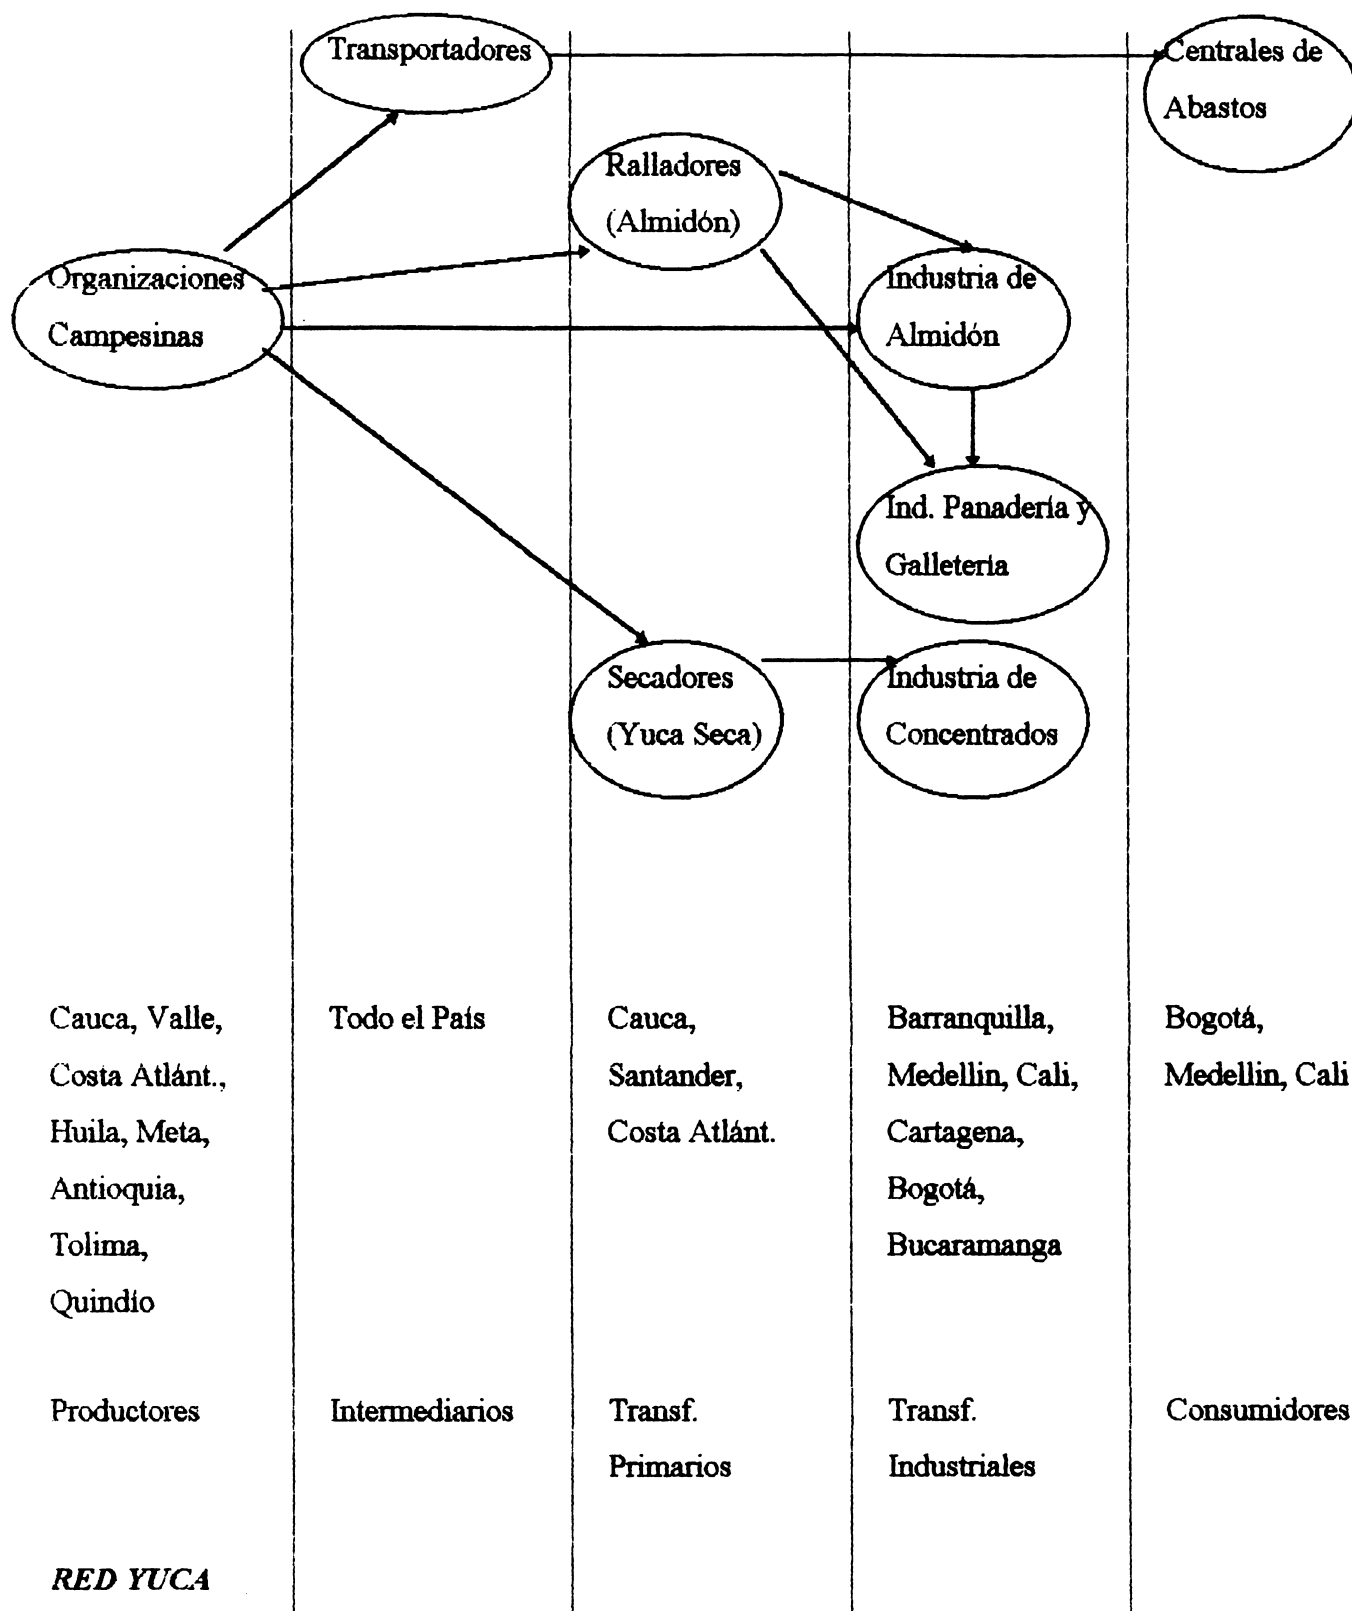 Transportadores
Centrales de
Abastos
Ralladores
(Almidón)
Organizaciones
Campesinas
Industria de
Almidón
Ind. Panadería y
Galletería
Secadores
(Yuca Seca)
Industria de
Concentrados
Cauca, Valle,
Costa Atlánt.,
Huila, Meta,
Antioquia,
Tolima,
Quindío
Todo el País
Cauca,
Santander,
Costa Atlánt.
Barranquilla,
Medellin, Cali,
Cartagena,
Bogotá,
Bucaramanga
Bogotá,
Medellin, Cali
Productores
Intermediarios
Transf.
Primarios
Transf.
Industriales
Consumidores
RED YUCA